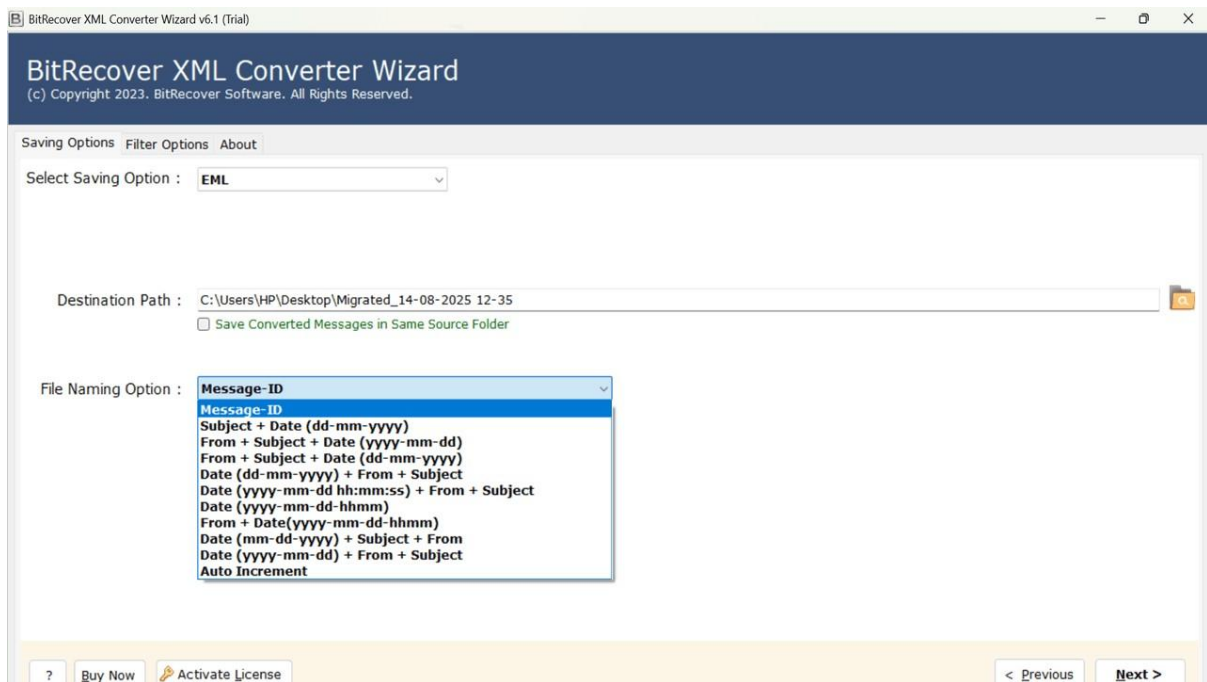 BitRecover XML Converter Wizard v6.1 (Trial)
BitRecover XML Converter Wizard
(c) Copyright 2023. BitRecover Software. All Rights Reserved.
Saving Options Filter Options About
Select Saving Option : EML
Destination Path : C:\Users\HP\Desktop\Migrated_14-08-2025 12-35
Save Converted Messages in Same Source Folder
File Naming Option : Message-ID
Message-ID
Subject + Date (dd-mm-yyyy)
From + Subject + Date (yyyy-mm-dd)
From + Subject + Date (dd-mm-yyyy)
Date (dd-mm-yyyy) + From + Subject
Date (yyyy-mm-dd hh:mm:ss) + From + Subject
Date (yyyy-mm-dd-hhmm)
From + Date(yyyy-mm-dd-hhmm)
Date (mm-dd-yyyy) + Subject + From
Date (yyyy-mm-dd) + From + Subject
Auto Increment
? Buy Now Activate License < Previous Next >